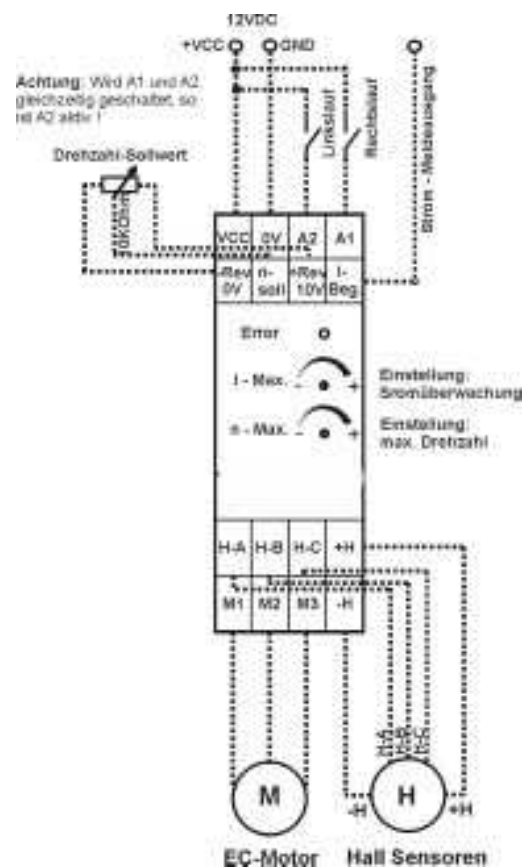 12VDC
+VCC GND
Achtung: Wird A1 und A2
gleichzeitig geschaltet, so
ist A2 aktiv !
Linkslauf
Rechtslauf
Strom - Meldeausgang
Drehzahl-Sollwert
VCC 0V A2 A1
-Rev 0V
n-soll
+Rev 10V
I-Beg.
Error
I - Max. - +
Einstellung:
Sromüberwachung
n - Max. - +
Einstellung:
max. Drehzahl
H-A H-B H-C +H
M1 M2 M3 -H
H-A
H-B
H-C
M
H
-H
+H
EC-Motor
Hall Sensoren